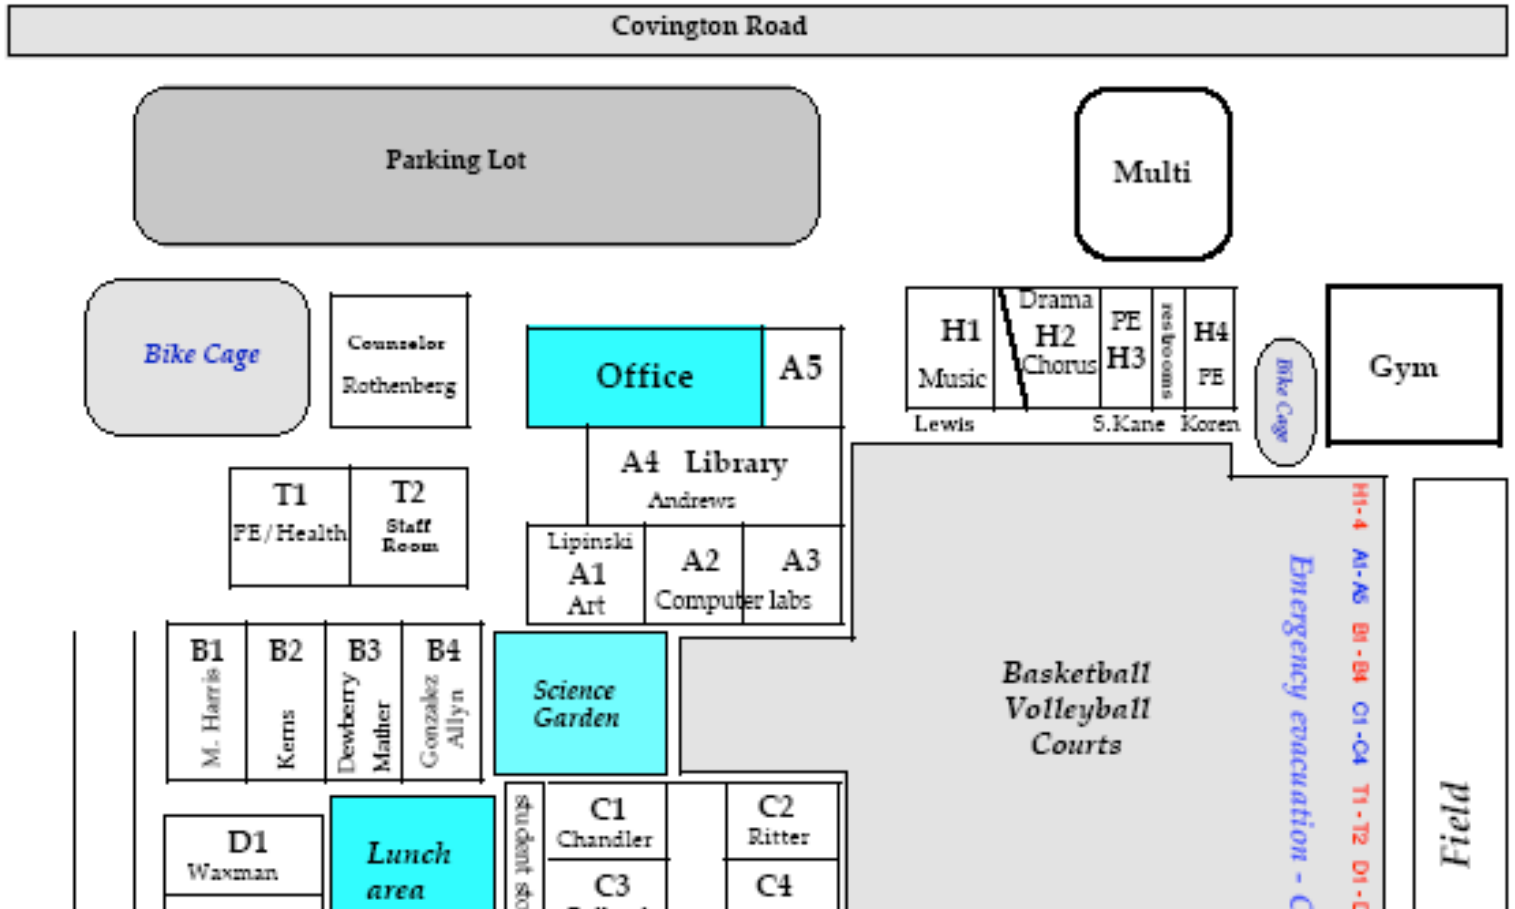 Covington Road
Parking Lot
Multi
Bike Cage
Counselor
Rothenberg
Office
A5
H1
Music
Lewis
Drama
H2
Chorus
PE
H3
S.Kane
restrooms
H4
PE
Koren
Bike Cage
Gym
A4 Library
Andrews
T1
PE/Health
T2
Staff
Room
Lipinski
A1
Art
A2
A3
Computer labs
B1
M. Harris
B2
Kerns
B3
Dewberry
Mather
B4
Gonzalez
Allyn
Science
Garden
Basketball
Volleyball
Courts
Emergency evacuation -
H1-4 A1-A5 B1-B4 C1-C4 T1-T2 D1-
Field
D1
Waxman
Lunch
area
student
C1
Chandler
C2
Ritter
C3
C4